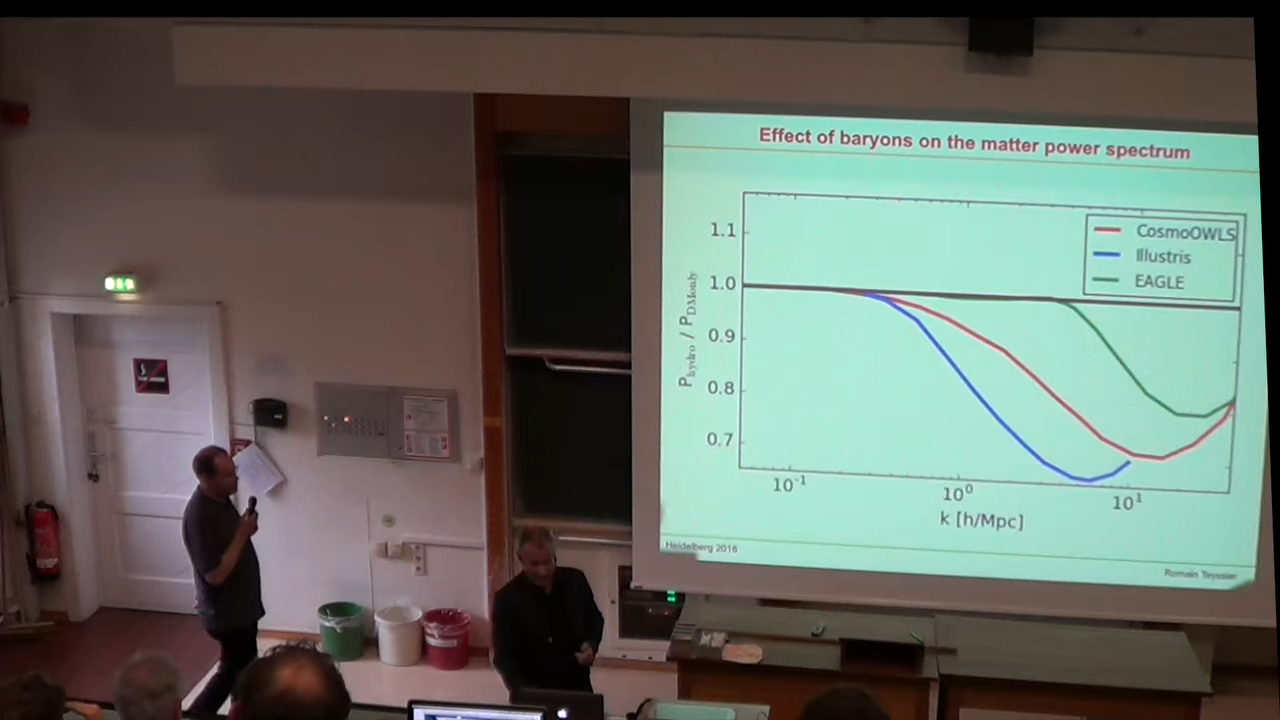 Effect of baryons on the matter power spectrum
CosmoOWLS
Illustris
EAGLE
1.1
1.0
0.9
0.8
0.7
P_hydro / P_DMonly
10^-1
10^0
10^1
k [h/Mpc]
Heidelberg 2016
Romain Teyssier